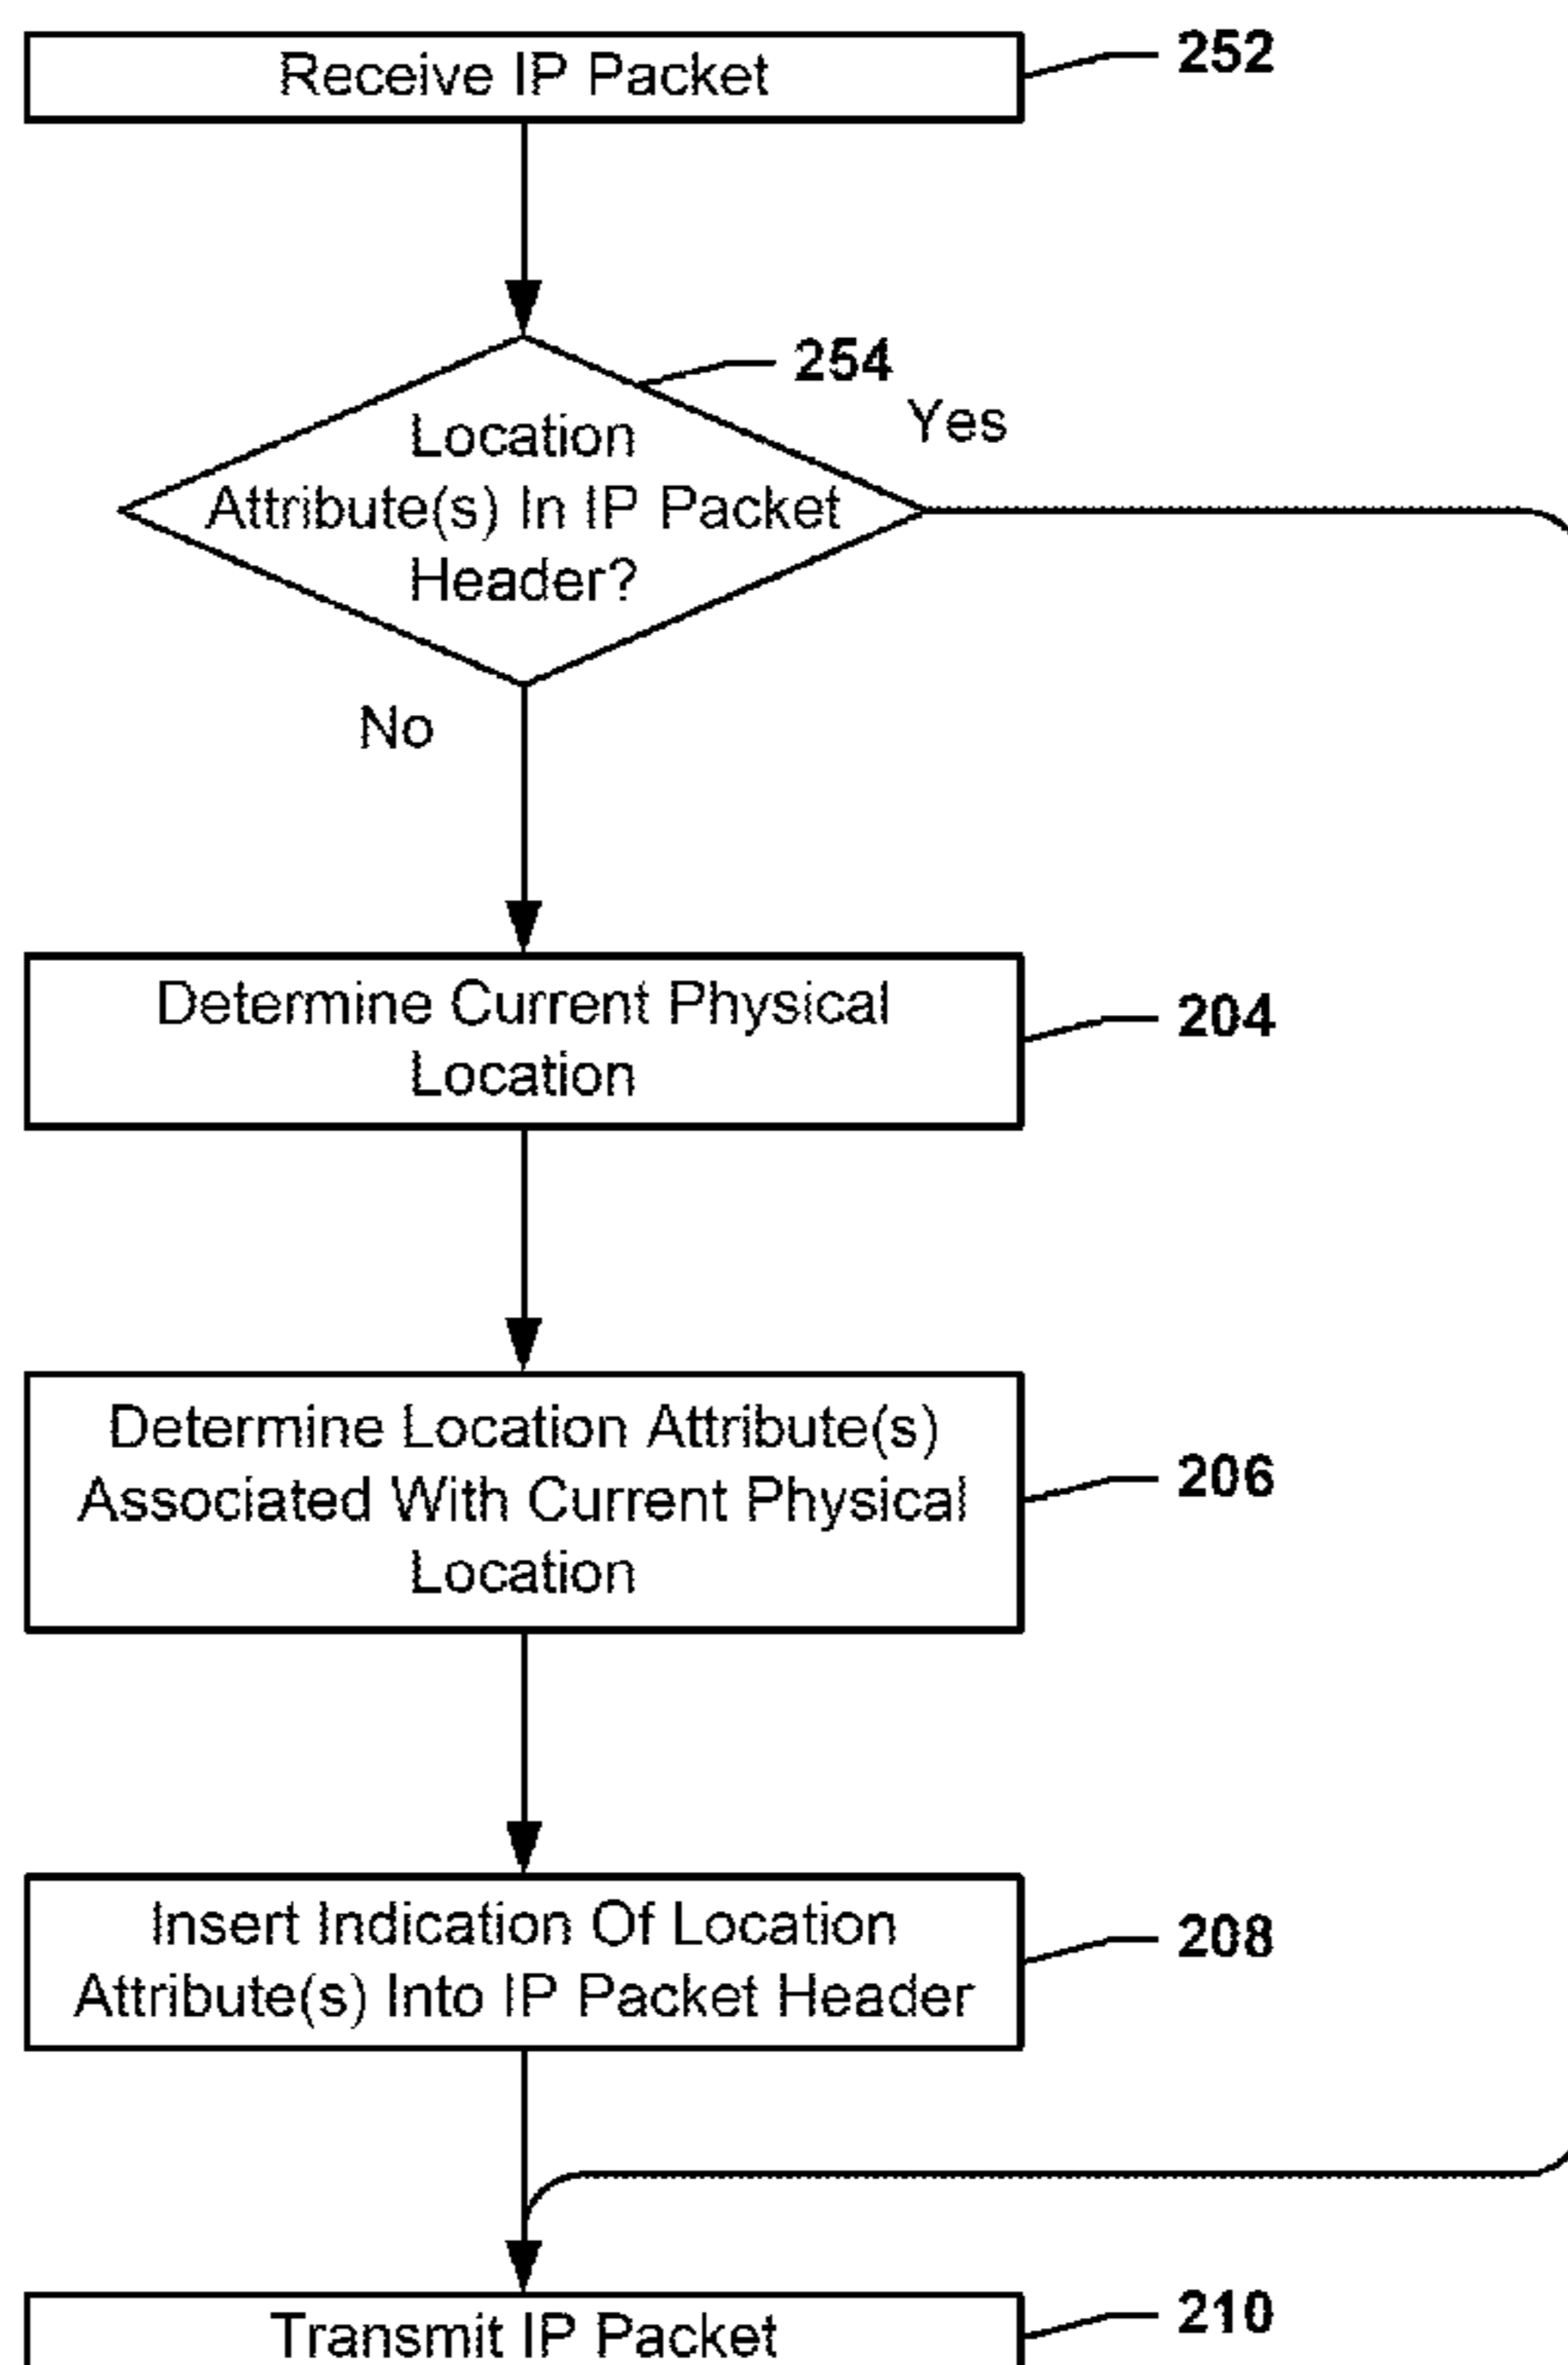 Receive IP Packet
252
254
Yes
Location
Attribute(s) In IP Packet
Header?
No
Determine Current Physical
Location
204
Determine Location Attribute(s)
Associated With Current Physical
Location
206
Insert Indication Of Location
Attribute(s) Into IP Packet Header
208
Transmit IP Packet
210